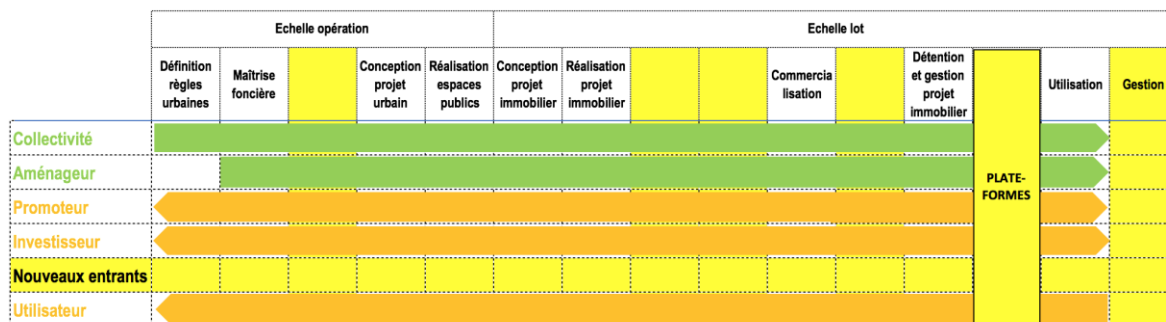 Echelle opération
Echelle lot
Définition
règles
urbaines
Maîtrise
foncière
Conception
projet
urbain
Réalisation
espaces
publics
Conception
projet
immobilier
Réalisation
projet
immobilier
Commercia
lisation
Détention
et gestion
projet
immobilier
PLATE-
FORMES
Utilisation
Gestion
Collectivité
Aménageur
Promoteur
Investisseur
Nouveaux entrants
Utilisateur